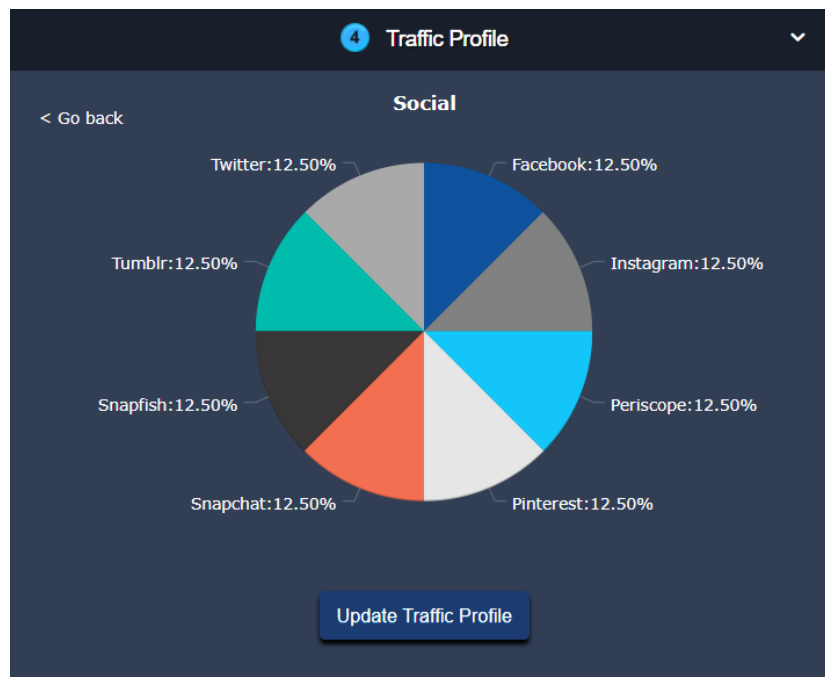 4 Traffic Profile
Social
< Go back
Twitter:12.50%
Facebook:12.50%
Tumblr:12.50%
Instagram:12.50%
Snapfish:12.50%
Periscope:12.50%
Snapchat:12.50%
Pinterest:12.50%
Update Traffic Profile